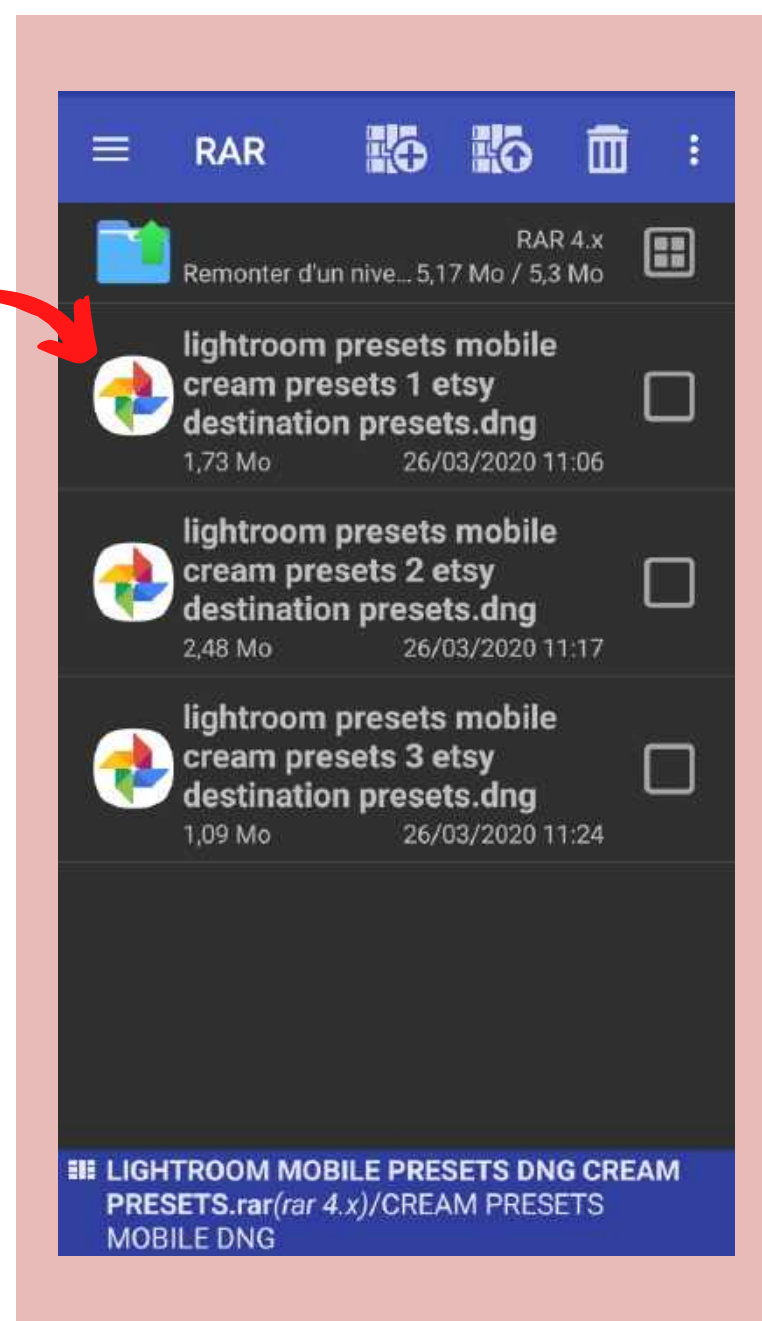 RAR
RAR 4.x
Remonter d'un nive... 5,17 Mo / 5,3 Mo
lightroom presets mobile
cream presets 1 etsy
destination presets.dng
1,73 Mo 26/03/2020 11:06
lightroom presets mobile
cream presets 2 etsy
destination presets.dng
2,48 Mo 26/03/2020 11:17
lightroom presets mobile
cream presets 3 etsy
destination presets.dng
1,09 Mo 26/03/2020 11:24
LIGHTROOM MOBILE PRESETS DNG CREAM
PRESETS.rar(rar 4.x)/CREAM PRESETS
MOBILE DNG